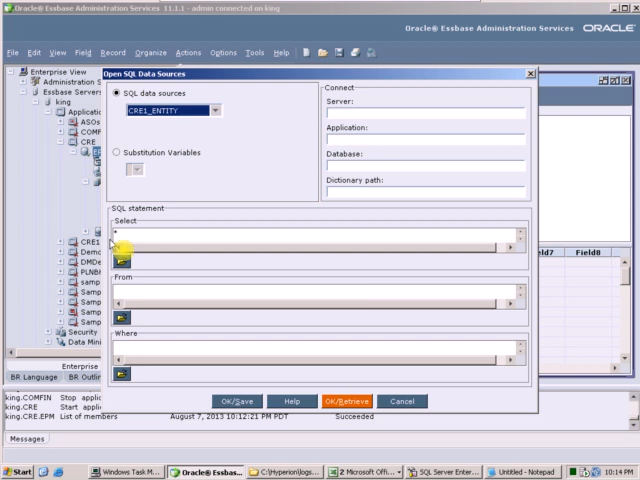 Oracle® Essbase Administration Services 11.1.1 - admin connected on king
Oracle® Essbase Administration Services ORACLE
File Edit View Field Record Organize Actions Options Tools Help
Enterprise View
Administration S
Essbase Servers
king
Applicatio
ASOs
COMF
CRE
CRE1
Demo
DMDe
PLNBK
samp
Samp
Samp
Samp
Samp
Security
Data Mini
Enterprise
BR Language BR Outlin
Open SQL Data Sources
SQL data sources
CRE1_ENTITY
Substitution Variables
Connect
Server:
Application:
Database:
Dictionary path:
SQL statement
Select
*
From
Where
OK/Save Help OK/Retrieve Cancel
eld7 Field8
king.COMFIN Stop applic
king.CRE Start applic
king.CRE.EPM List of members August 7, 2013 10:12:21 PM PDT Succeeded
Messages
Start Windows Task M... Oracle® Essbas... C:\Hyperion\logs... 2 Microsoft Offi... SQL Server Enter... Untitled - Notepad 10:14 PM